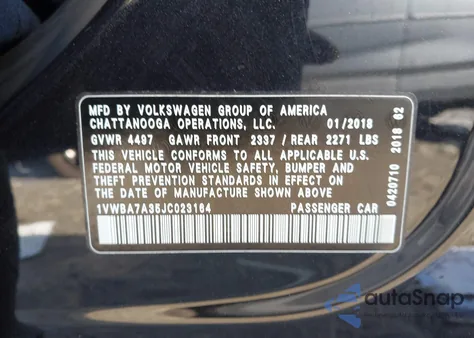 MFD BY VOLKSWAGEN GROUP OF AMERICA
CHATTANOOGA OPERATIONS, LLC. 01/2018
GVWR 4497 GAWR FRONT 2337 / REAR 2271 LBS
THIS VEHICLE CONFORMS TO ALL APPLICABLE U.S.
FEDERAL MOTOR VEHICLE SAFETY, BUMPER AND
THEFT PREVENTION STANDARDS IN EFFECT ON
THE DATE OF MANUFACTURE SHOWN ABOVE
1VWBA7A35JC023184 PASSENGER CAR
0420710 2018 02
autoSnap